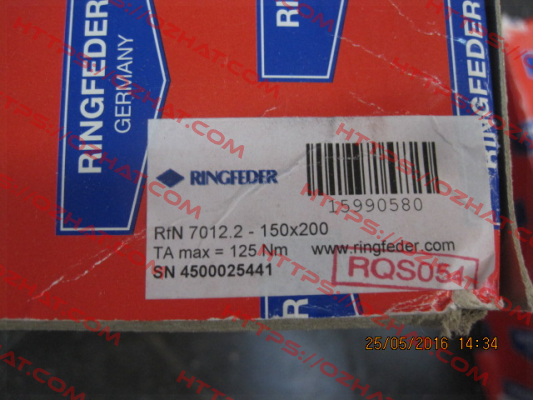 RINGFEDER
GERMANY
RINGFEDER
RINGFEDER
15990580
RfN 7012.2 - 150x200
TA max = 125 Nm www.ringfeder.com
SN 4500025441
RQS054
25/05/2016 14:34
HTTPS://OZHAT.COM